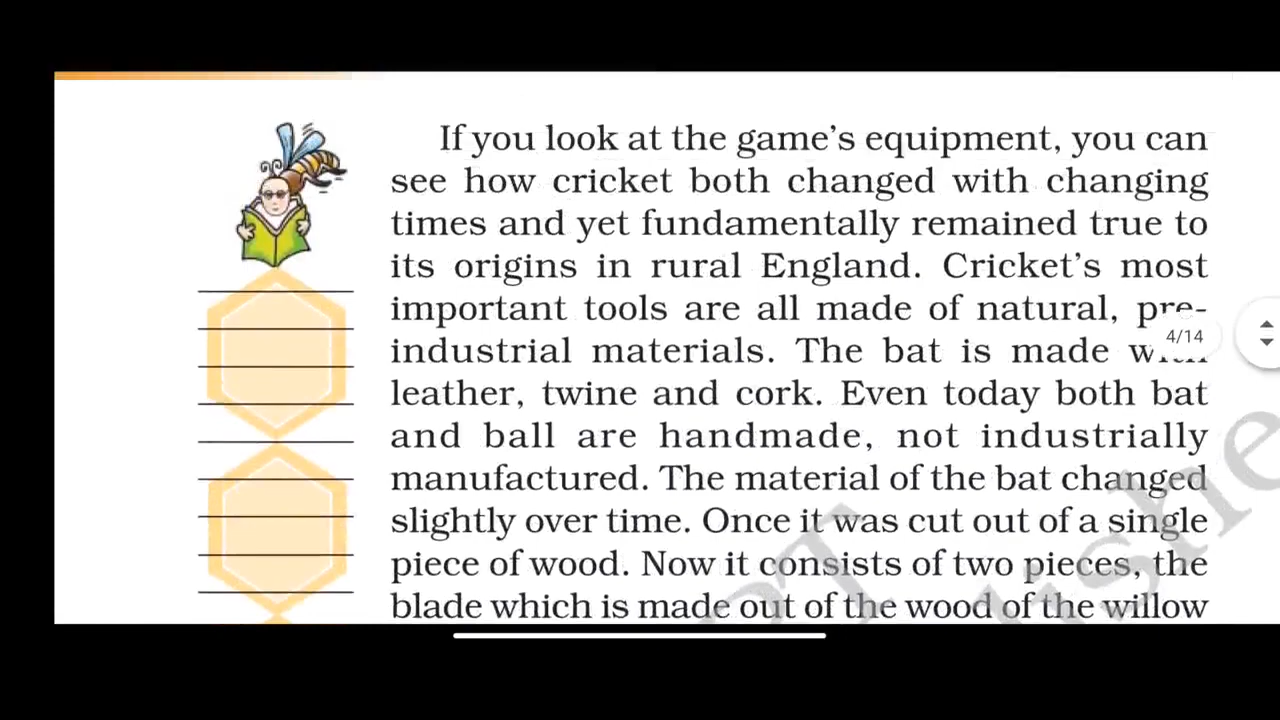 If you look at the game's equipment, you can
see how cricket both changed with changing
times and yet fundamentally remained true to
its origins in rural England. Cricket's most
important tools are all made of natural, pre-
4/14
industrial materials. The bat is made with
leather, twine and cork. Even today both bat
and ball are handmade, not industrially
manufactured. The material of the bat changed
slightly over time. Once it was cut out of a single
piece of wood. Now it consists of two pieces, the
blade which is made out of the wood of the willow